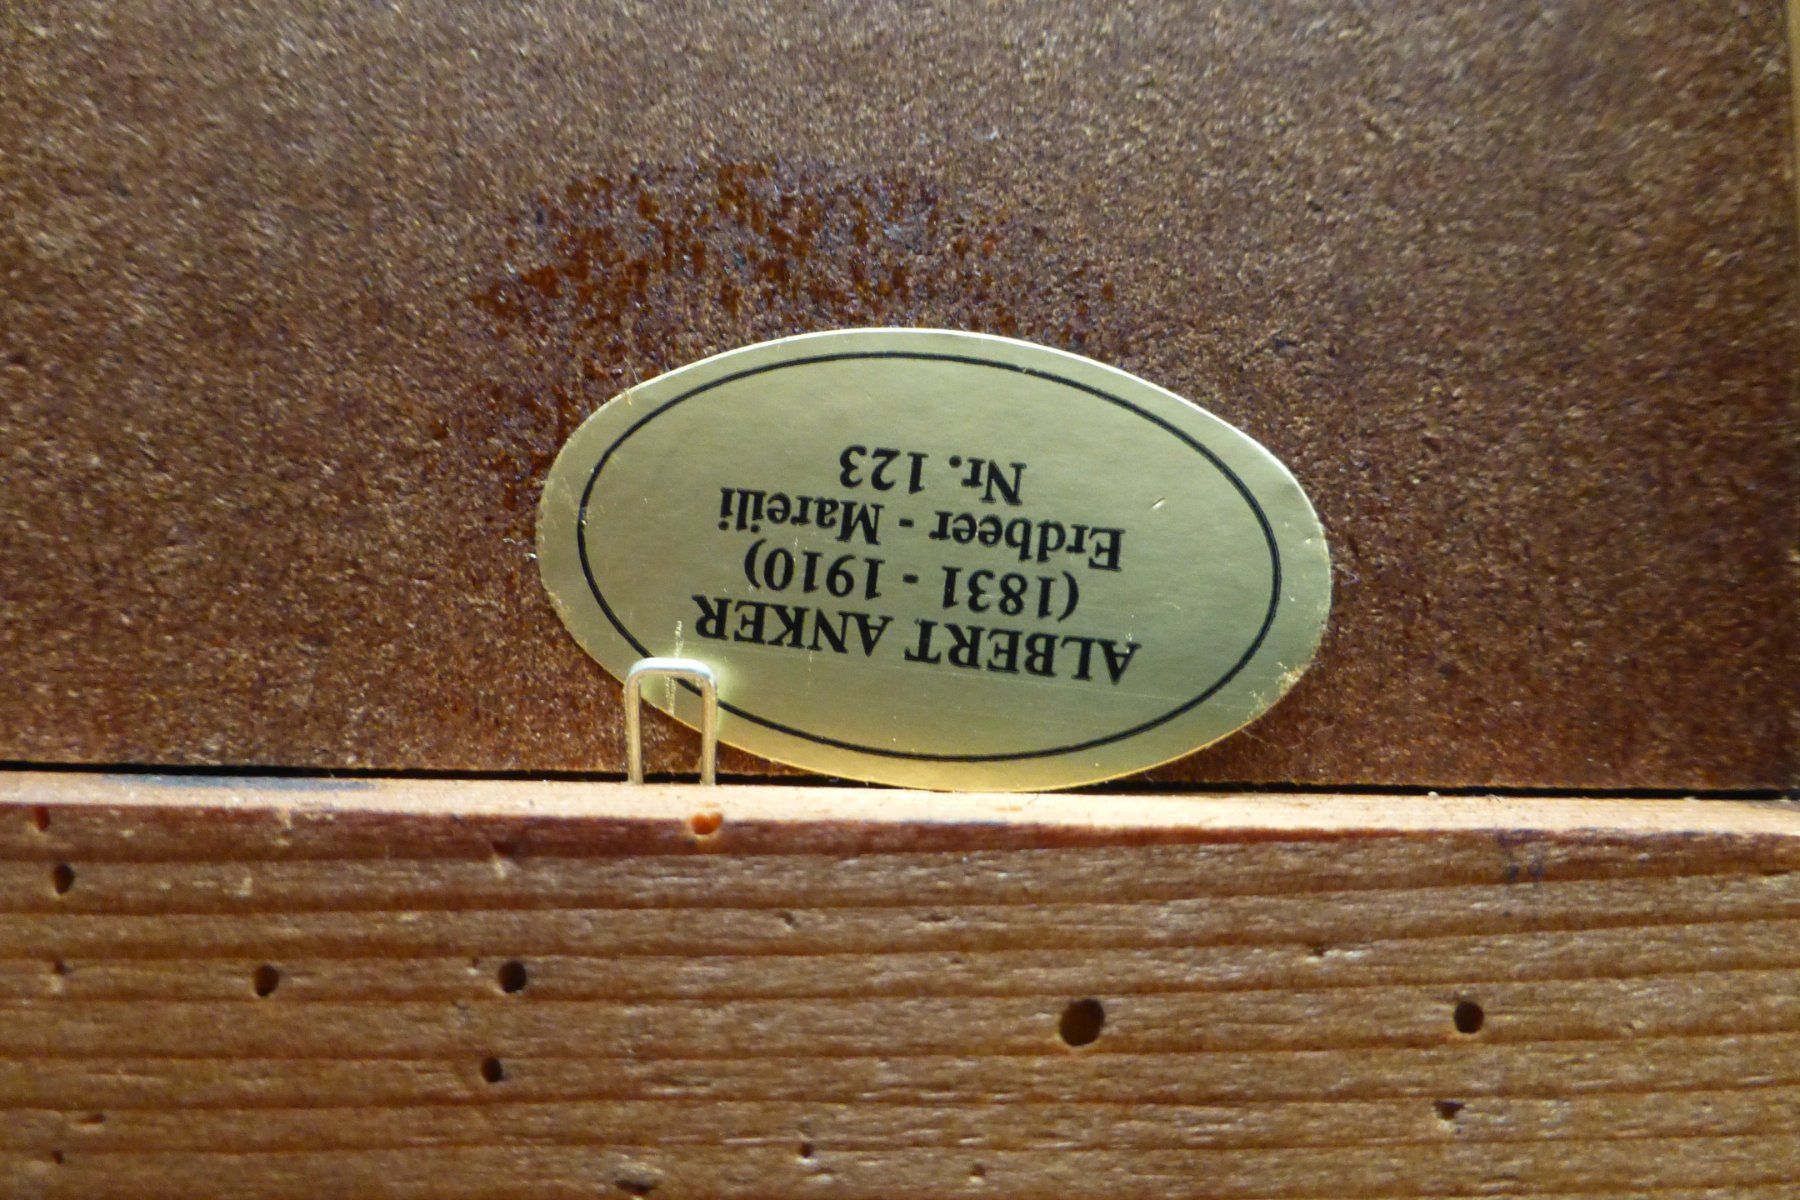 ALBERT ANKER
(1831 - 1910)
Erdbeer - Mareili
Nr. 123